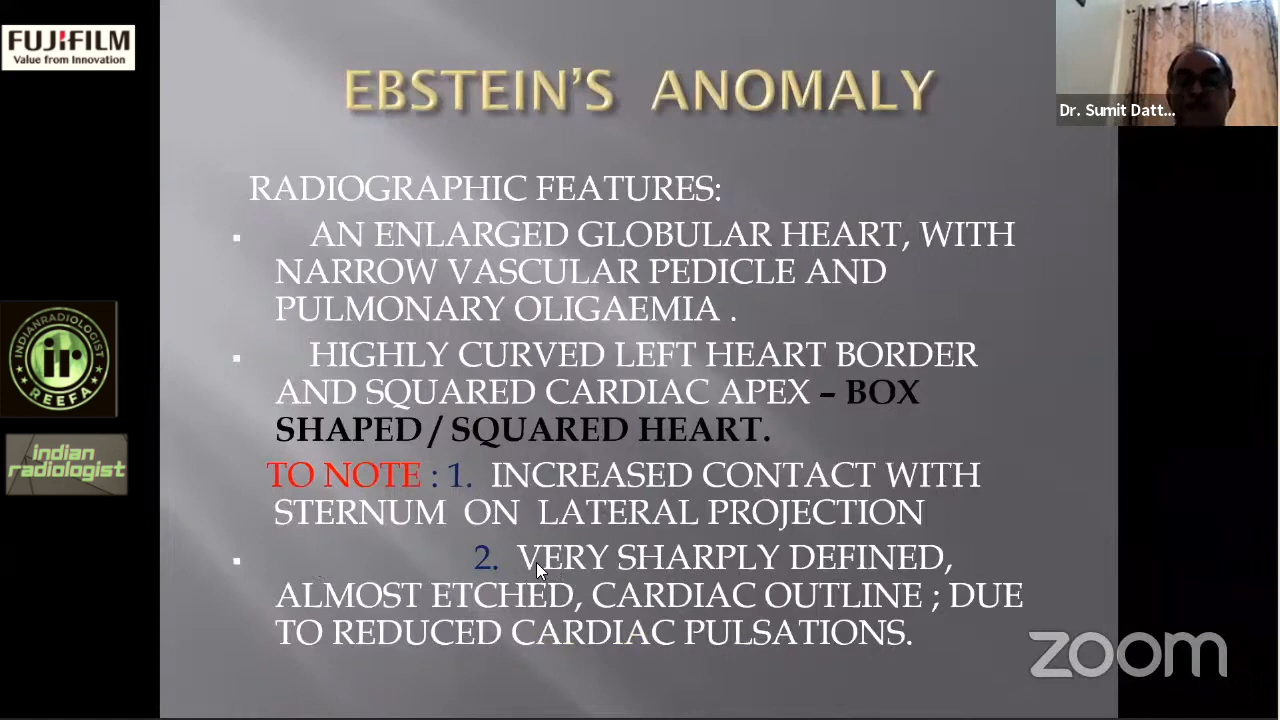 FUJIFILM
Value from Innovation
EBSTEIN'S ANOMALY
Dr. Sumit Datt...
RADIOGRAPHIC FEATURES:
▪ AN ENLARGED GLOBULAR HEART, WITH
NARROW VASCULAR PEDICLE AND
PULMONARY OLIGAEMIA .
▪ HIGHLY CURVED LEFT HEART BORDER
AND SQUARED CARDIAC APEX – BOX
SHAPED / SQUARED HEART.
TO NOTE : 1. INCREASED CONTACT WITH
STERNUM ON LATERAL PROJECTION
▪ 2. VERY SHARPLY DEFINED,
ALMOST ETCHED, CARDIAC OUTLINE ; DUE
TO REDUCED CARDIAC PULSATIONS.
INDIANRADIOLOGIST
ir
REEFA
indian
radiologist
zoom